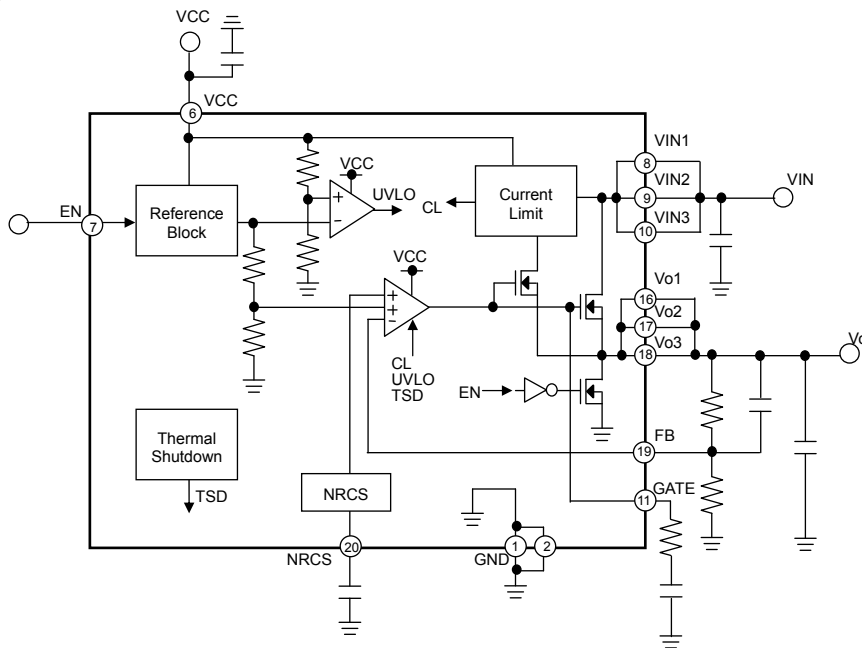 VCC
VCC
6
EN
7
Reference
Block
VCC
+
−
UVLO
CL
Current
Limit
VIN1
8
VIN2
9
VIN3
10
VIN
VCC
+
+
−
CL
UVLO
TSD
EN
Vo1
16
Vo2
17
Vo3
18
FB
19
GATE
11
Thermal
Shutdown
TSD
NRCS
NRCS
20
GND
1
2